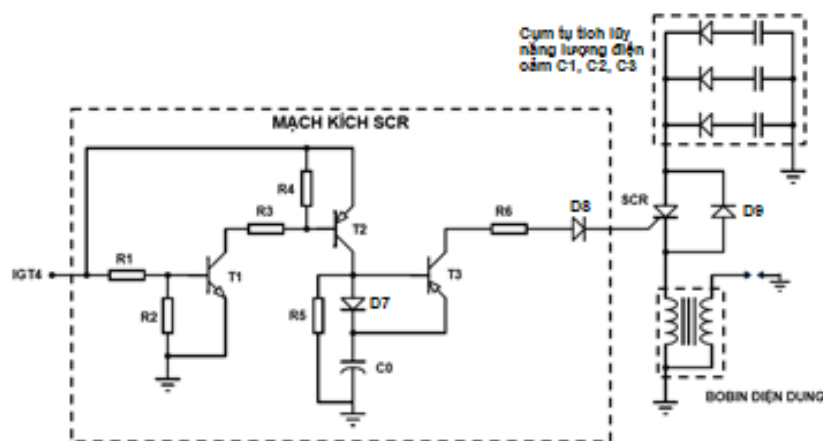 Cụm tụ tích lũy
năng lượng điện
cảm C1, C2, C3
MẠCH KÍCH SCR
R4
R3
T2
R6
D8
SCR
D9
IGT4
R1
T1
T3
R2
R5
D7
C0
BOBIN ĐIỆN DUNG